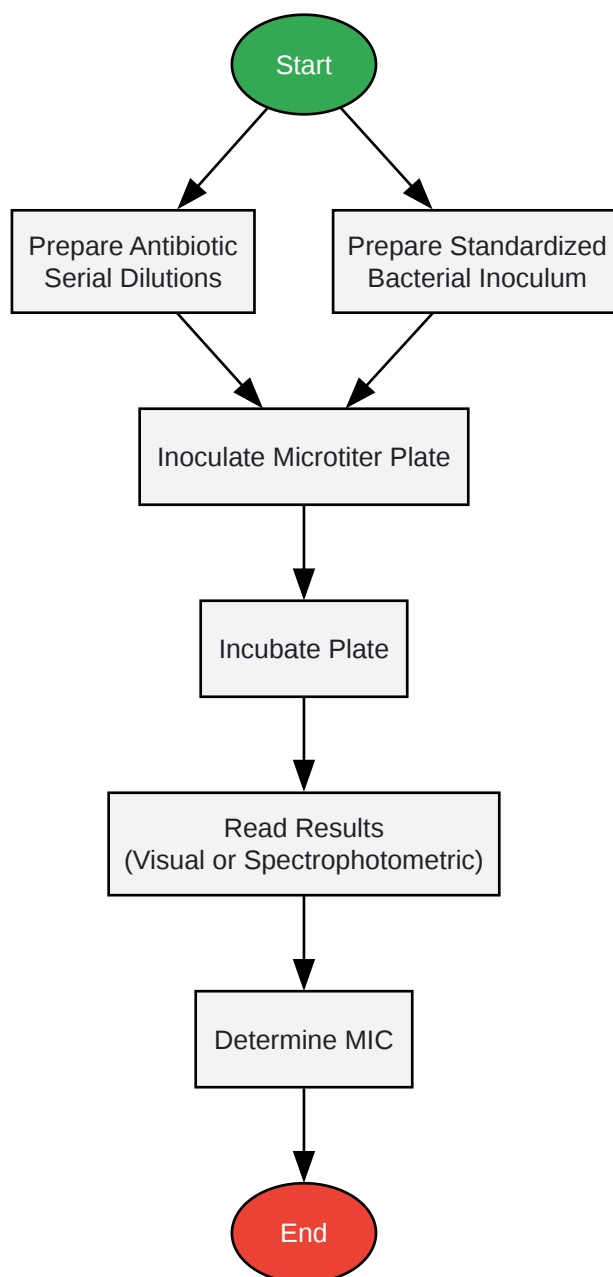 Start
Prepare Antibiotic
Serial Dilutions
Prepare Standardized
Bacterial Inoculum
Inoculate Microtiter Plate
Incubate Plate
Read Results
(Visual or Spectrophotometric)
Determine MIC
End